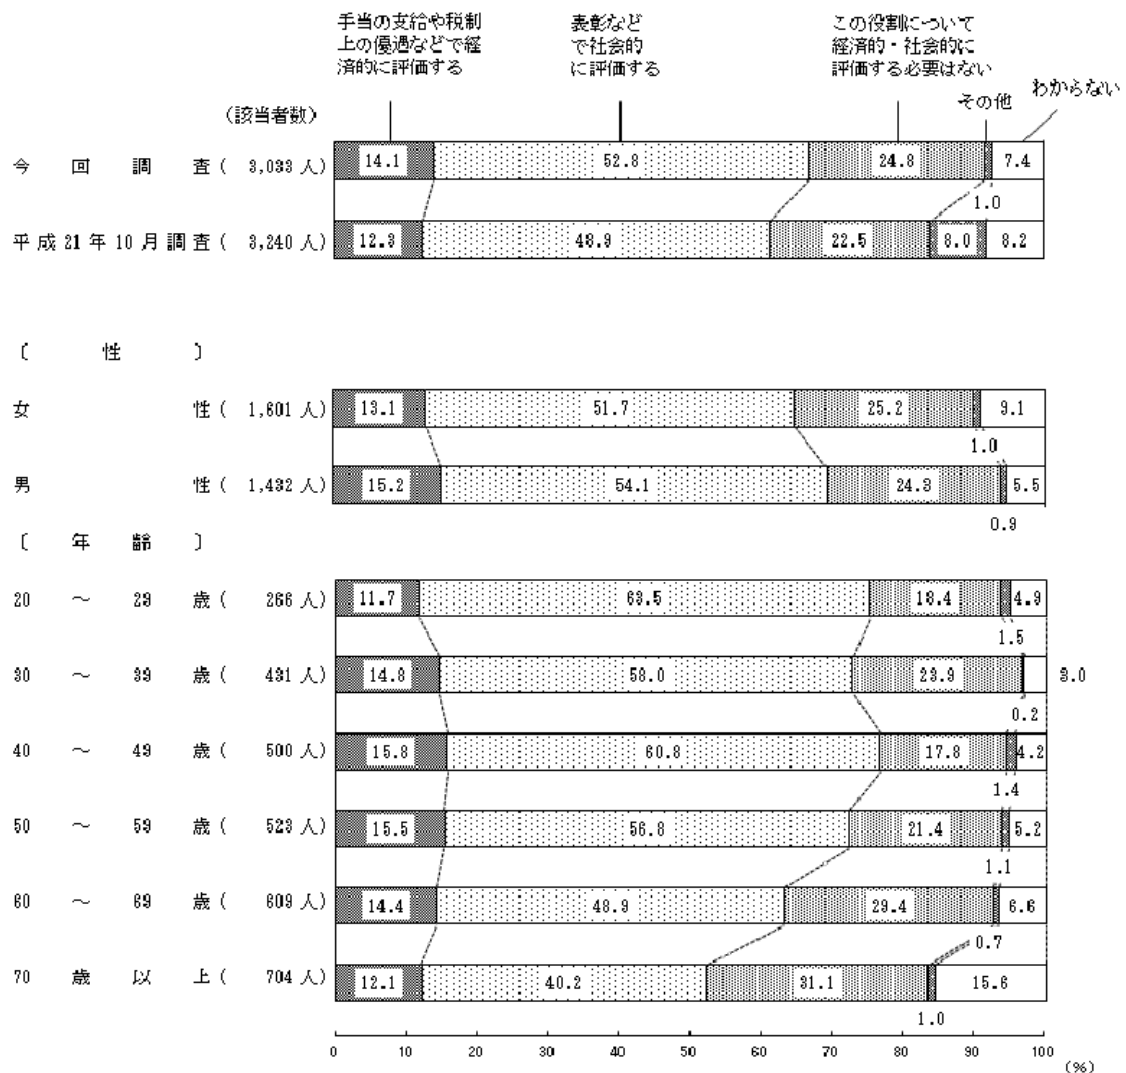 手当の支給や税制
上の優遇などで経
済的に評価する
表彰など
で社会的
に評価する
この役割について
経済的・社会的に
評価する必要はない
その他
わからない
(該当者数)
今回調査( 3,033 人) 14.1 52.8 24.8 7.4
1.0
平成21年10月調査( 3,240 人) 12.3 48.9 22.5 8.0 8.2
〔 性 〕
女性( 1,601 人) 13.1 51.7 25.2 9.1
1.0
男性( 1,432 人) 15.2 54.1 24.3 5.5
0.9
〔 年齢 〕
20 ～ 29 歳( 266 人) 11.7 63.5 18.4 4.9
1.5
30 ～ 39 歳( 431 人) 14.8 58.0 23.9 3.0
0.2
40 ～ 49 歳( 500 人) 15.8 60.8 17.8 4.2
1.4
50 ～ 59 歳( 523 人) 15.5 56.8 21.4 5.2
1.1
60 ～ 69 歳( 609 人) 14.4 48.9 29.4 6.6
0.7
70 歳以上( 704 人) 12.1 40.2 31.1 15.6
1.0
0 10 20 30 40 50 60 70 80 90 100
(%)